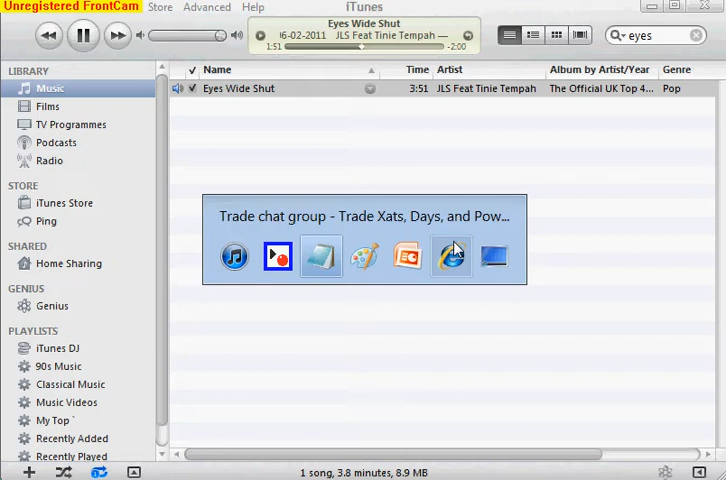 Unregistered FrontCam
Store Advanced Help iTunes
Eyes Wide Shut
06-02-2011 JLS Feat Tinie Tempah —
1:51 -2:00
eyes
LIBRARY
Name Time Artist Album by Artist/Year Genre
Music
Eyes Wide Shut 3:51 JLS Feat Tinie Tempah The Official UK Top 4... Pop
Films
TV Programmes
Podcasts
Radio
STORE
iTunes Store
Ping
SHARED
Home Sharing
GENIUS
Genius
PLAYLISTS
iTunes DJ
90s Music
Classical Music
Music Videos
My Top `
Recently Added
Recently Played
Trade chat group - Trade Xats, Days, and Pow...
1 song, 3.8 minutes, 8.9 MB